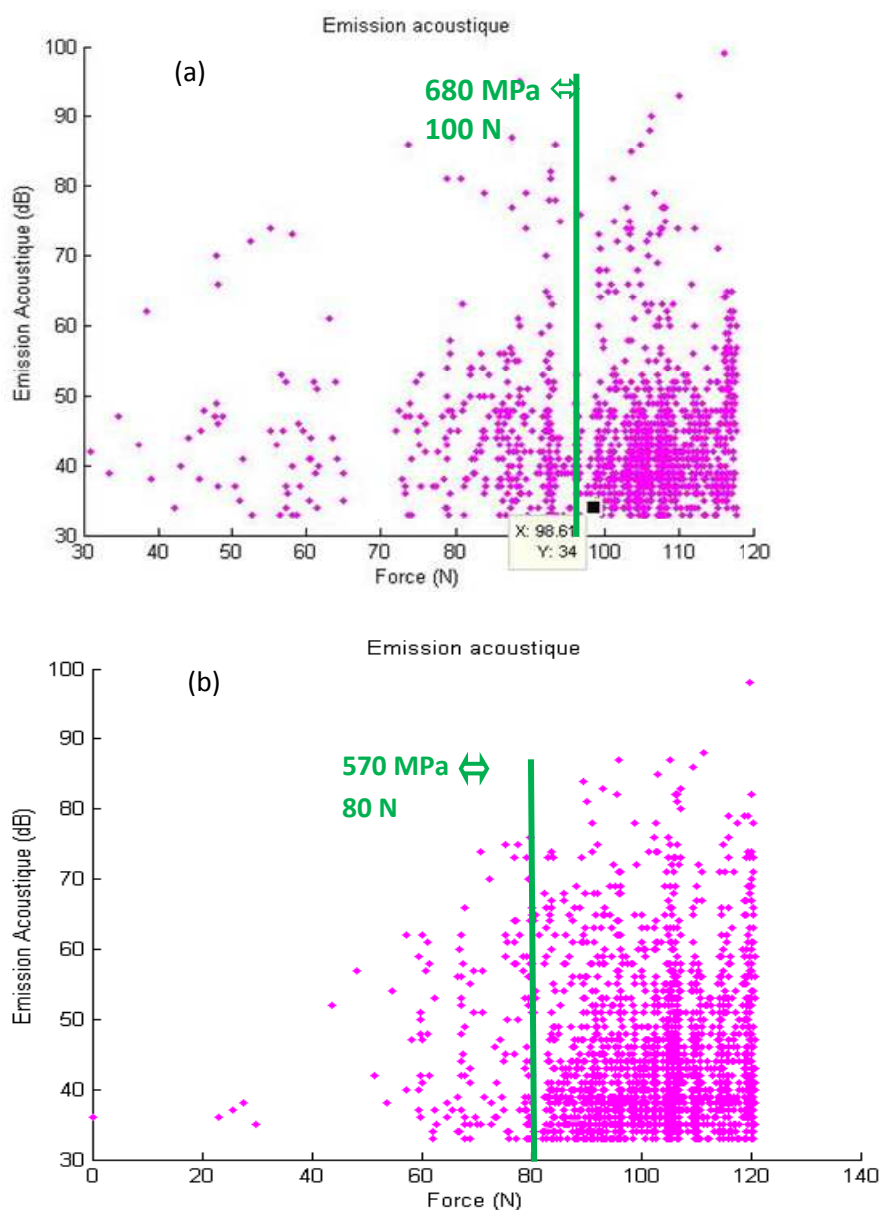 Emission acoustique
(a)
680 MPa ⇔
100 N
Emission Acoustique (dB)
100
90
80
70
60
50
40
30
X: 98.61
Y: 34
30 40 50 60 70 80 100 110 120
Force (N)
Emission acoustique
(b)
570 MPa ⇔
80 N
Emission Acoustique (dB)
100
90
80
70
60
50
40
30
0 20 40 60 80 100 120 140
Force (N)